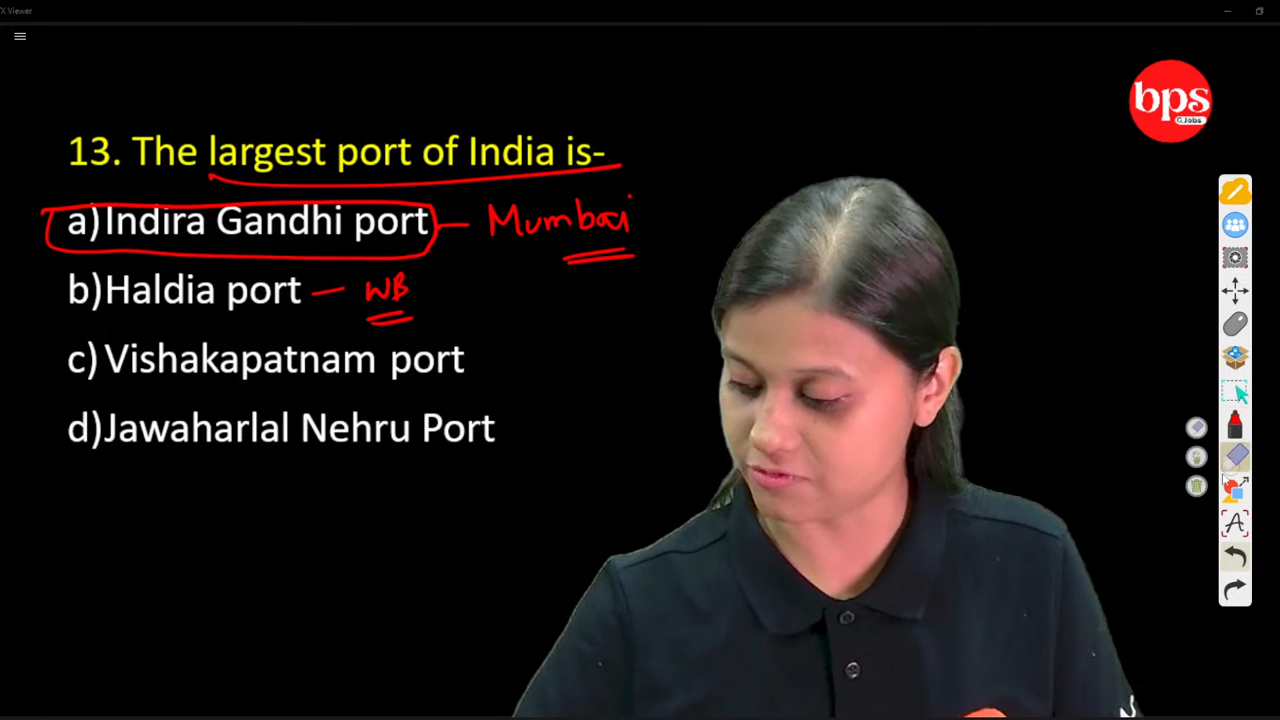 X Viewer
bps
Jobs
13. The largest port of India is-
a)Indira Gandhi port - Mumbai
b)Haldia port - WB
c) Vishakapatnam port
d)Jawaharlal Nehru Port